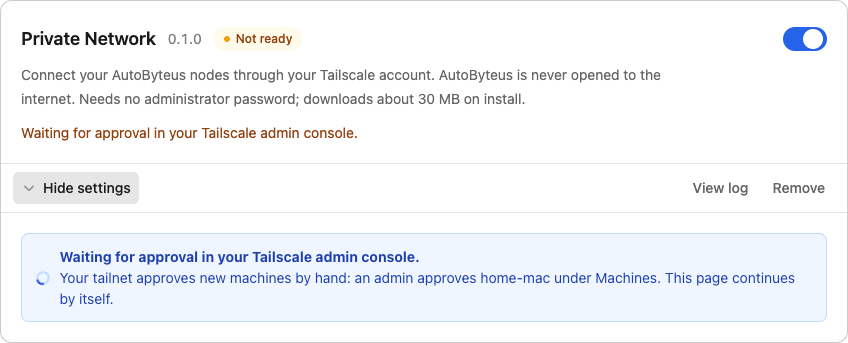 Private Network 0.1.0 Not ready
Connect your AutoByteus nodes through your Tailscale account. AutoByteus is never opened to the
internet. Needs no administrator password; downloads about 30 MB on install.
Waiting for approval in your Tailscale admin console.
Hide settings View log Remove
Waiting for approval in your Tailscale admin console.
Your tailnet approves new machines by hand: an admin approves home-mac under Machines. This page continues
by itself.